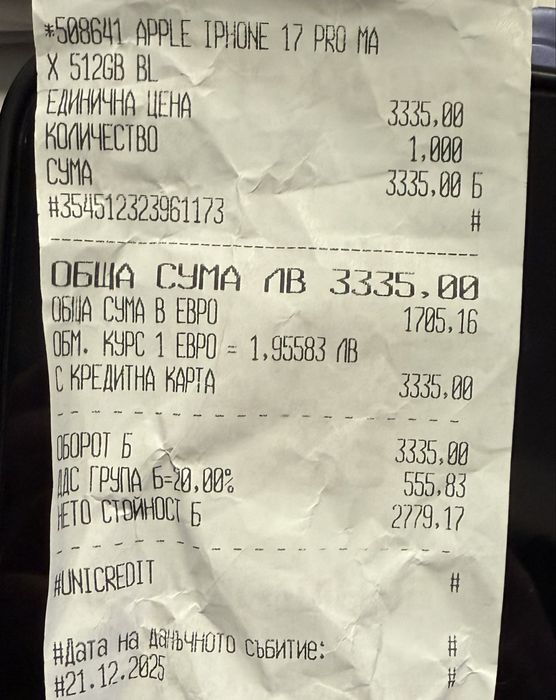 *508641 APPLE IPHONE 17 PRO MA
X 512GB BL
ЕДИНИЧНА ЦЕНА 3335,00
КОЛИЧЕСТВО 1,000
СУМА 3335,00 Б
#354512323961173 #
ОБЩА СУМА ЛВ 3335,00
ОБЩА СУМА В ЕВРО 1705,16
ОБМ. КУРС 1 ЕВРО = 1,95583 ЛВ
С КРЕДИТНА КАРТА 3335,00
ОБОРОТ Б 3335,00
ДДС ГРУПА Б=20,00% 555,83
НЕТО СТОЙНОСТ Б 2779,17
#UNICREDIT #
#Дата на данъчното събитие: #
#21.12.2025 #